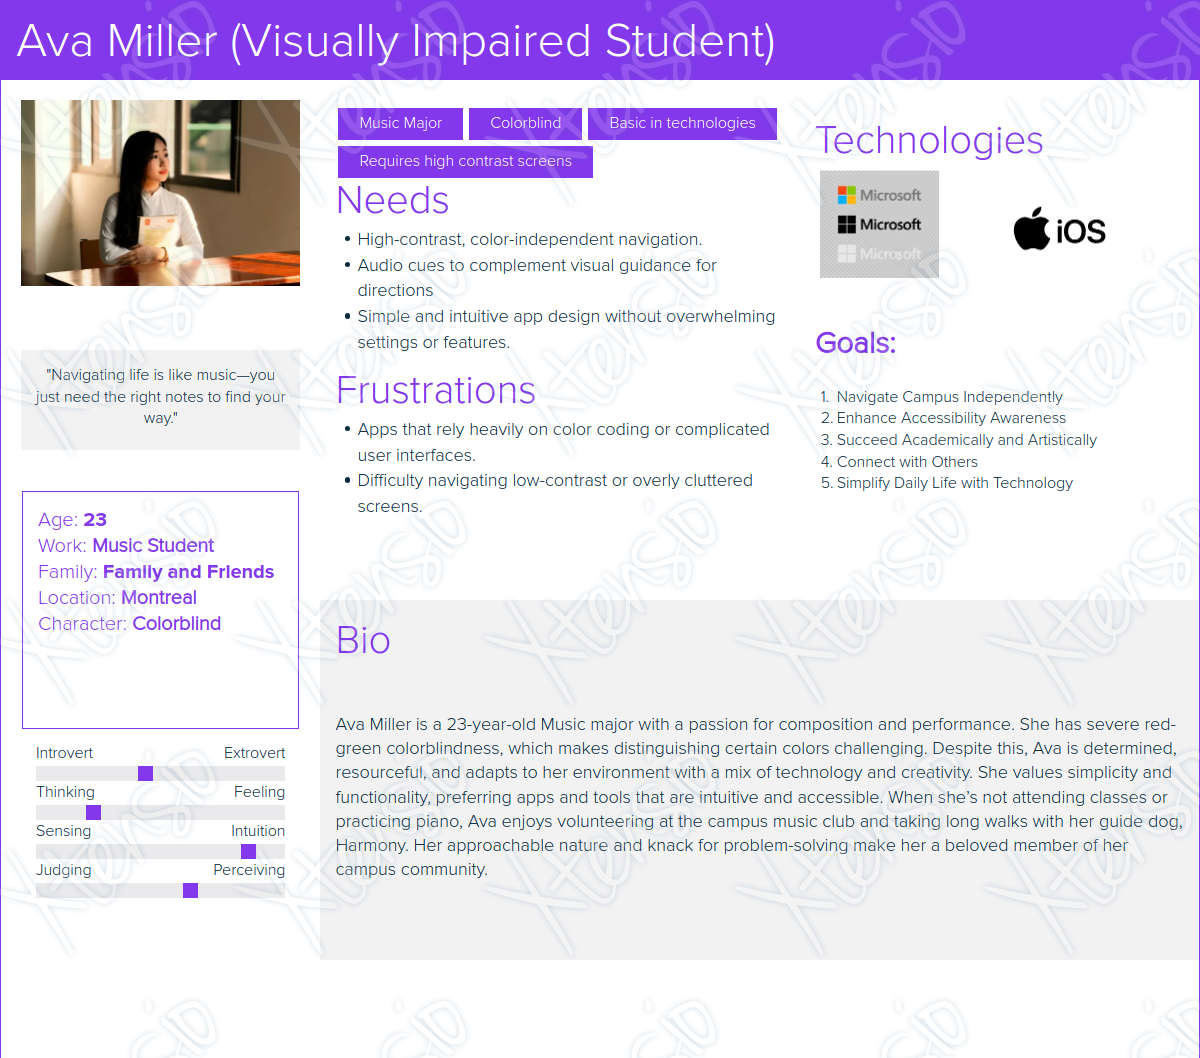 Ava Miller (Visually Impaired Student)
Music Major
Colorblind
Basic in technologies
Requires high contrast screens
Needs
• High-contrast, color-independent navigation.
• Audio cues to complement visual guidance for
directions
• Simple and intuitive app design without overwhelming
settings or features.
Frustrations
• Apps that rely heavily on color coding or complicated
user interfaces.
• Difficulty navigating low-contrast or overly cluttered
screens.
Technologies
Microsoft
Microsoft
Microsoft
iOS
Goals:
1. Navigate Campus Independently
2. Enhance Accessibility Awareness
3. Succeed Academically and Artistically
4. Connect with Others
5. Simplify Daily Life with Technology
"Navigating life is like music—you
just need the right notes to find your
way."
Age: 23
Work: Music Student
Family: Family and Friends
Location: Montreal
Character: Colorblind
Introvert Extrovert
Thinking Feeling
Sensing Intuition
Judging Perceiving
Bio
Ava Miller is a 23-year-old Music major with a passion for composition and performance. She has severe red-
green colorblindness, which makes distinguishing certain colors challenging. Despite this, Ava is determined,
resourceful, and adapts to her environment with a mix of technology and creativity. She values simplicity and
functionality, preferring apps and tools that are intuitive and accessible. When she's not attending classes or
practicing piano, Ava enjoys volunteering at the campus music club and taking long walks with her guide dog,
Harmony. Her approachable nature and knack for problem-solving make her a beloved member of her
campus community.
Xtensio